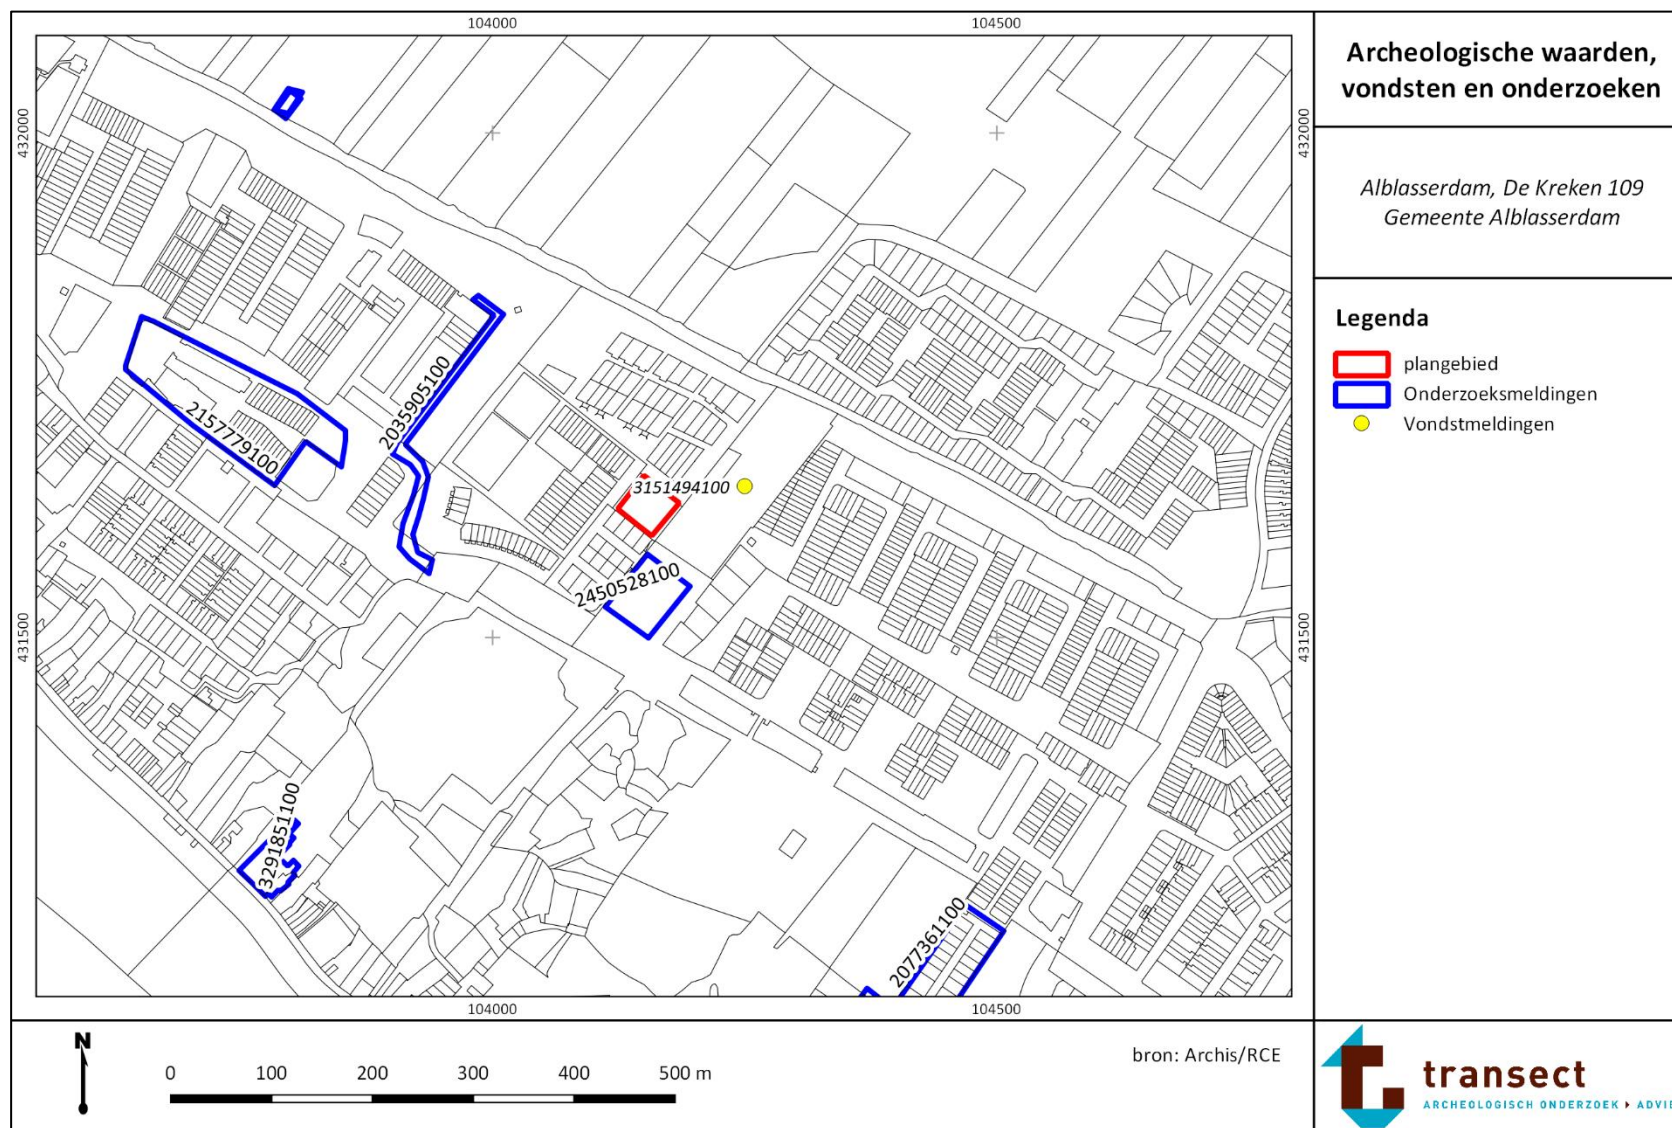 104000
104500
432000
432000
431500
431500
2157779100
2035905100
3151494100
2450528100
3291851100
2077361100
104000
104500
Archeologische waarden,
vondsten en onderzoeken
Alblasserdam, De Kreken 109
Gemeente Alblasserdam
Legenda
plangebied
Onderzoeksmeldingen
Vondstmeldingen
N
0 100 200 300 400 500 m
bron: Archis/RCE
transect
ARCHEOLOGISCH ONDERZOEK ADVIE